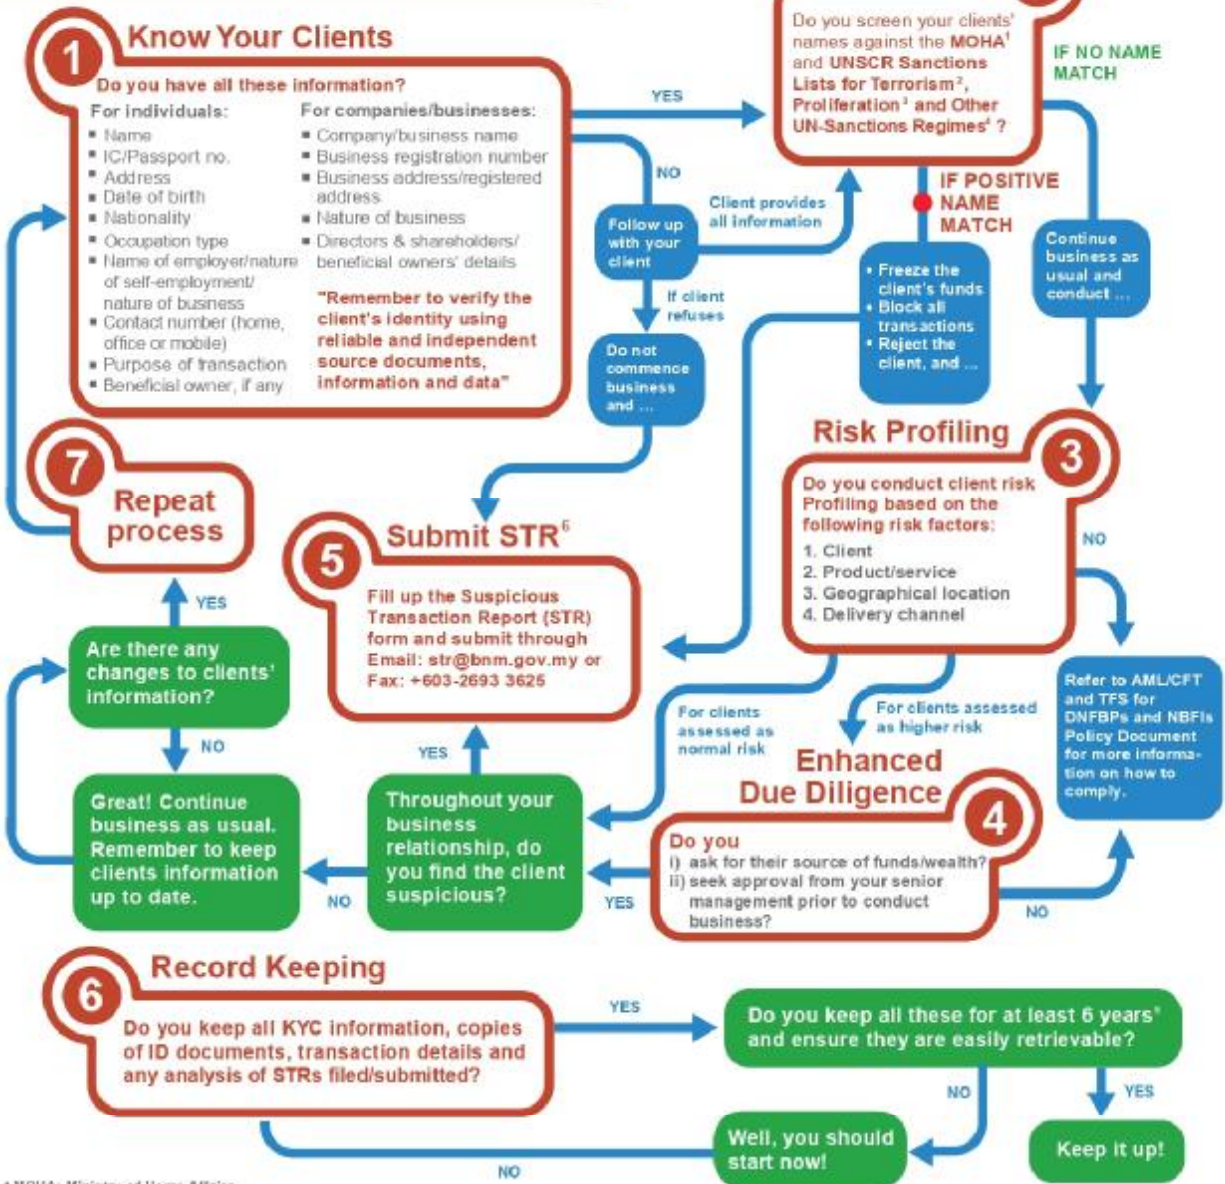 1
Know Your Clients
Do you have all these information?
For individuals:
▪ Name
▪ IC/Passport no.
▪ Address
▪ Date of birth
▪ Nationality
▪ Occupation type
▪ Name of employer/nature
of self-employment/
nature of business
▪ Contact number (home,
office or mobile)
▪ Purpose of transaction
▪ Beneficial owner, if any
For companies/businesses:
▪ Company/business name
▪ Business registration number
▪ Business address/registered
address
▪ Nature of business
▪ Directors & shareholders/
beneficial owners' details
"Remember to verify the
client's identity using
reliable and independent
source documents,
information and data"
YES
NO
Follow up
with your
client
Client provides
all information
If client
refuses
Do not
commence
business
and ...
Do you screen your clients'
names against the MOHA¹
and UNSCR Sanctions
Lists for Terrorism²,
Proliferation³ and Other
UN-Sanctions Regimes⁴ ?
IF NO NAME
MATCH
IF POSITIVE
NAME
MATCH
• Freeze the
client's funds
• Block all
transactions
• Reject the
client, and ...
Continue
business as
usual and
conduct ...
Risk Profiling
3
Do you conduct client risk
Profiling based on the
following risk factors:
1. Client
2. Product/service
3. Geographical location
4. Delivery channel
NO
Refer to AML/CFT
and TFS for
DNFBPs and NBFIs
Policy Document
for more informa-
tion on how to
comply.
For clients
assessed as
normal risk
For clients assessed
as higher risk
Enhanced
Due Diligence
4
Do you
i) ask for their source of funds/wealth?
ii) seek approval from your senior
management prior to conduct
business?
NO
YES
Submit STR⁶
5
Fill up the Suspicious
Transaction Report (STR)
form and submit through
Email: str@bnm.gov.my or
Fax: +603-2693 3625
YES
Throughout your
business
relationship, do
you find the client
suspicious?
NO
Great! Continue
business as usual.
Remember to keep
clients information
up to date.
NO
Are there any
changes to clients'
information?
YES
7
Repeat
process
6
Record Keeping
Do you keep all KYC information, copies
of ID documents, transaction details and
any analysis of STRs filed/submitted?
YES
Do you keep all these for at least 6 years*
and ensure they are easily retrievable?
NO
YES
Well, you should
start now!
Keep it up!
NO